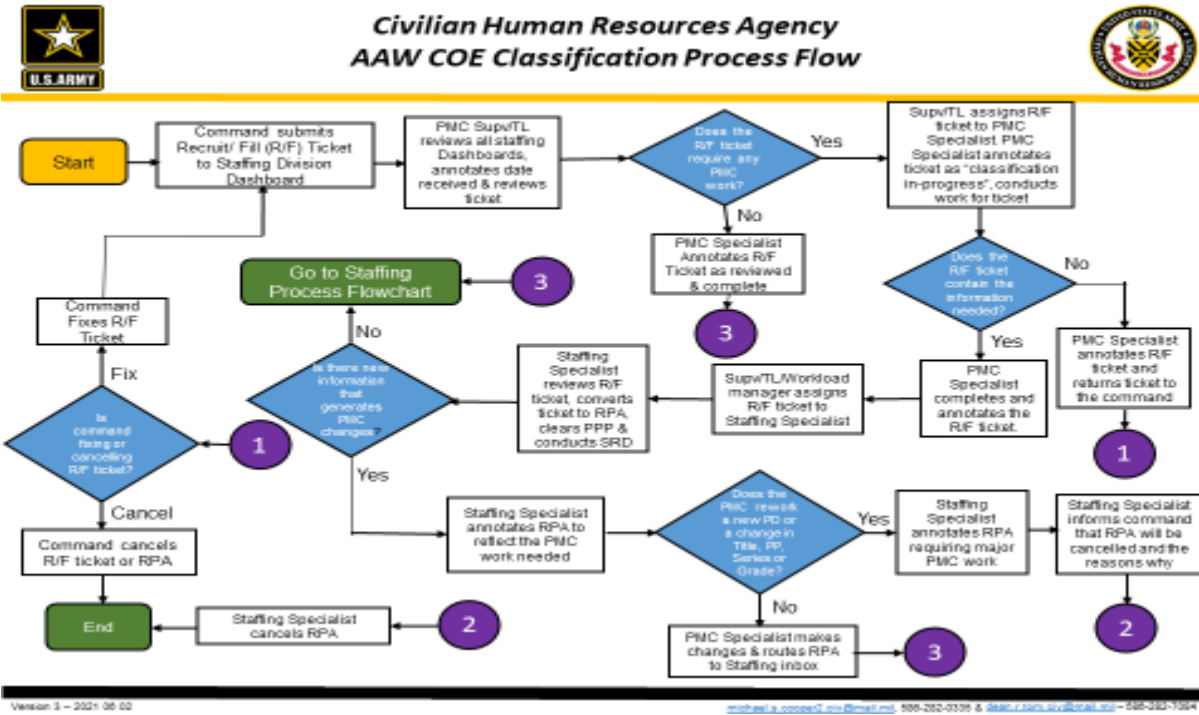 Civilian Human Resources Agency
AAW COE Classification Process Flow
U.S.ARMY
Start
Command submits
Recruit/ Fill (R/F) Ticket
to Staffing Division
Dashboard
PMC Supv/TL
reviews all staffing
Dashboards,
annotates date
received & reviews
ticket
Does the
R/F ticket
require any
PMC
work?
Yes
No
Supv/TL assigns R/F
ticket to PMC
Specialist. PMC
Specialist annotates
ticket as "classification
in-progress", conducts
work for ticket
PMC Specialist
Annotates R/F
Ticket as reviewed
& complete
3
Does the
R/F ticket
contain the
information
needed?
No
Yes
PMC Specialist
annotates R/F
ticket and
returns ticket to
the command
1
PMC
Specialist
completes and
annotates the
R/F ticket.
Supv/TL/Workload
manager assigns
R/F ticket to
Staffing Specialist
Staffing
Specialist
reviews R/F
ticket, converts
ticket to RPA,
clears PPP &
conducts SRD
Is there new
information
that
generates
PMC
changes?
No
Go to Staffing
Process Flowchart
3
Yes
Command
Fixes R/F
Ticket
Fix
Is
command
fixing or
cancelling
R/F ticket?
1
Cancel
Command cancels
R/F ticket or RPA
End
Staffing Specialist
cancels RPA
2
Staffing Specialist
annotates RPA to
reflect the PMC
work needed
Does the
PMC rework
a new PD or
a change in
Title, PP,
Series or
Grade?
Yes
No
Staffing
Specialist
annotates RPA
requiring major
PMC work
Staffing Specialist
informs command
that RPA will be
cancelled and the
reasons why
2
PMC Specialist makes
changes & routes RPA
to Staffing inbox
3
Version 3 – 2021 06 02